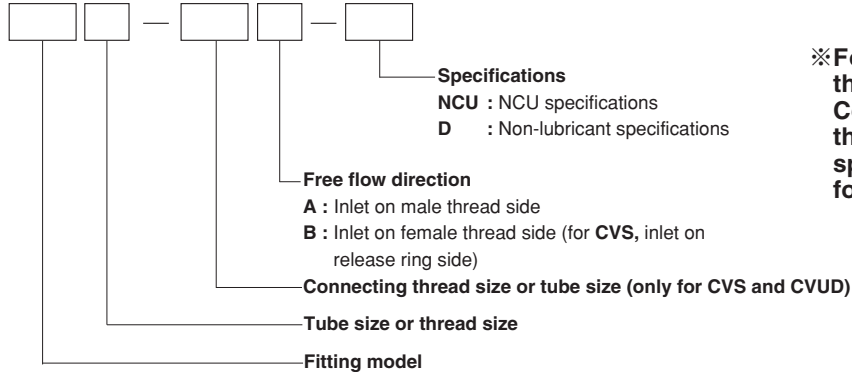 Specifications
NCU : NCU specifications
D : Non-lubricant specifications
Free flow direction
A : Inlet on male thread side
B : Inlet on female thread side (for CVS, inlet on
release ring side)
Connecting thread size or tube size (only for CVS and CVUD)
Tube size or thread size
Fitting model
※